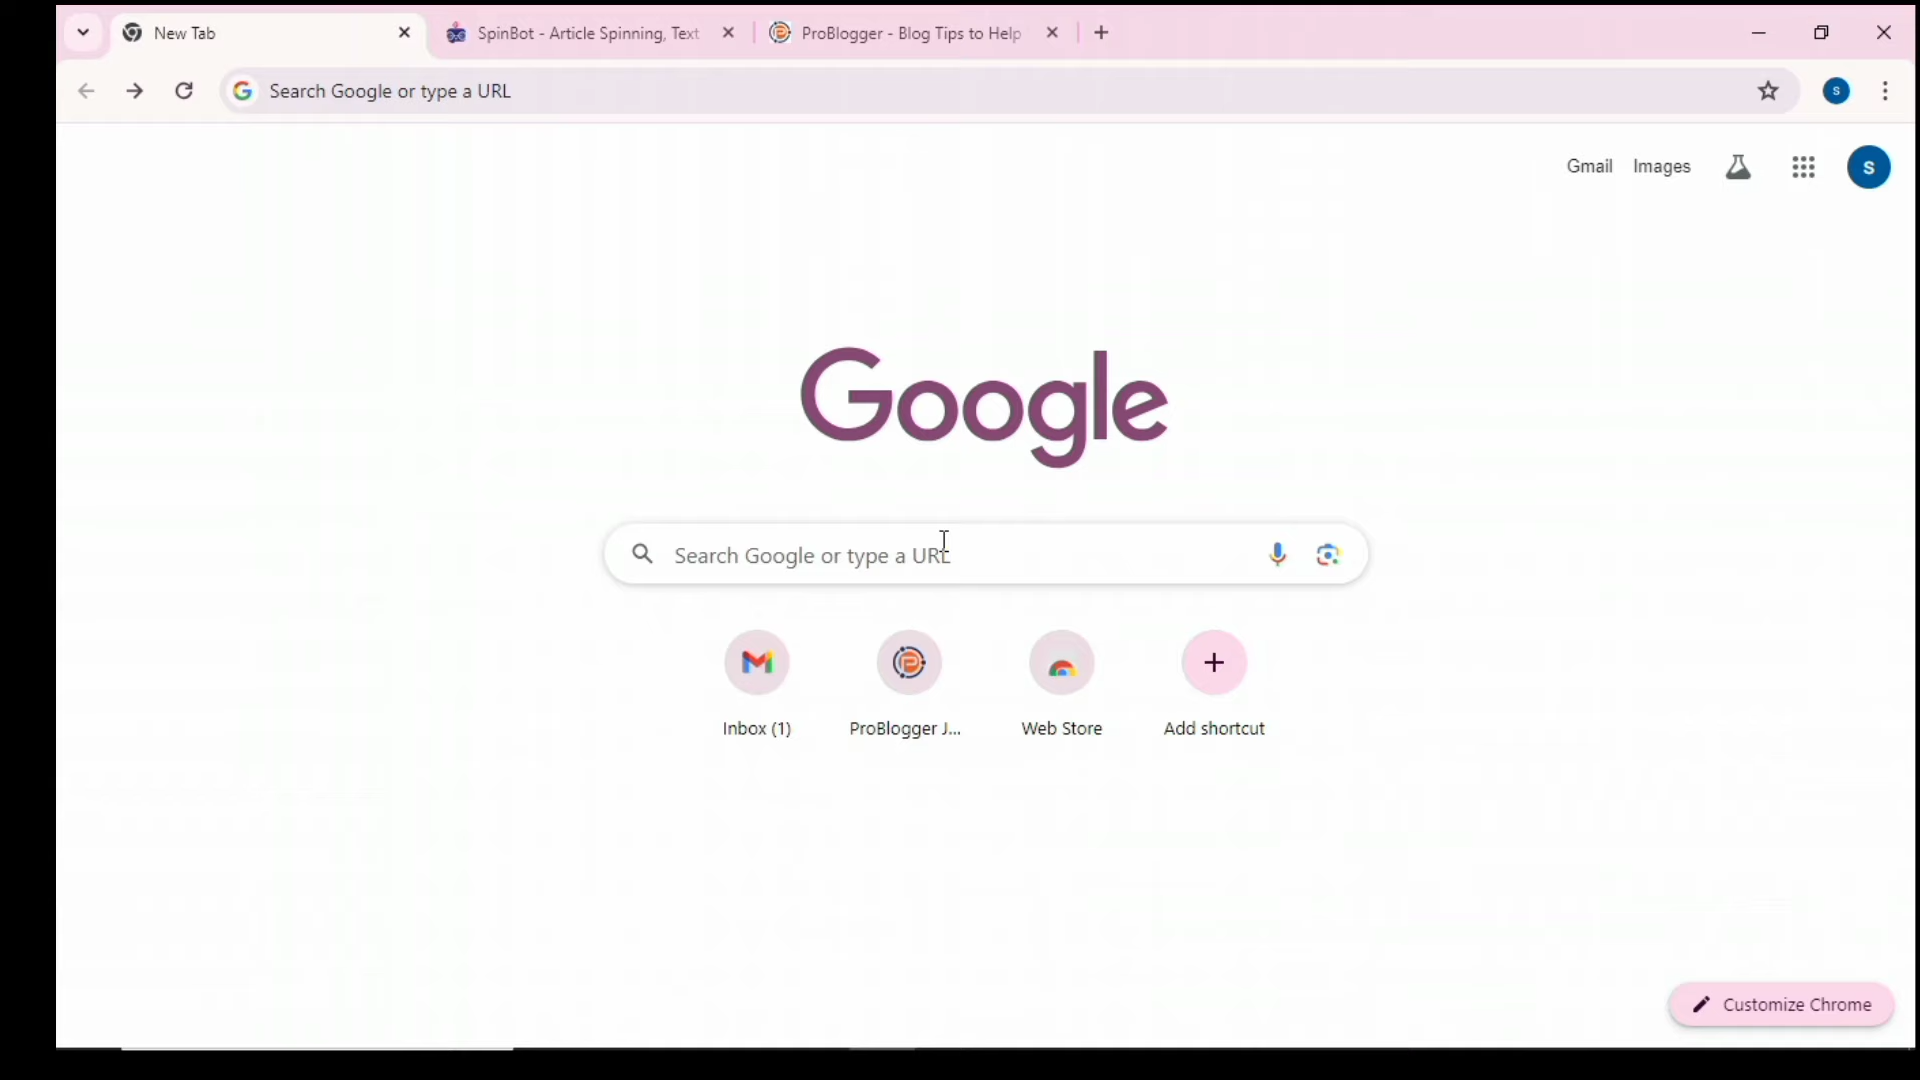 New Tab
SpinBot - Article Spinning, Text
ProBlogger - Blog Tips to Help
Search Google or type a URL
S
Gmail
Images
S
Google
Search Google or type a URL
Inbox (1)
ProBlogger J...
Web Store
Add shortcut
Customize Chrome